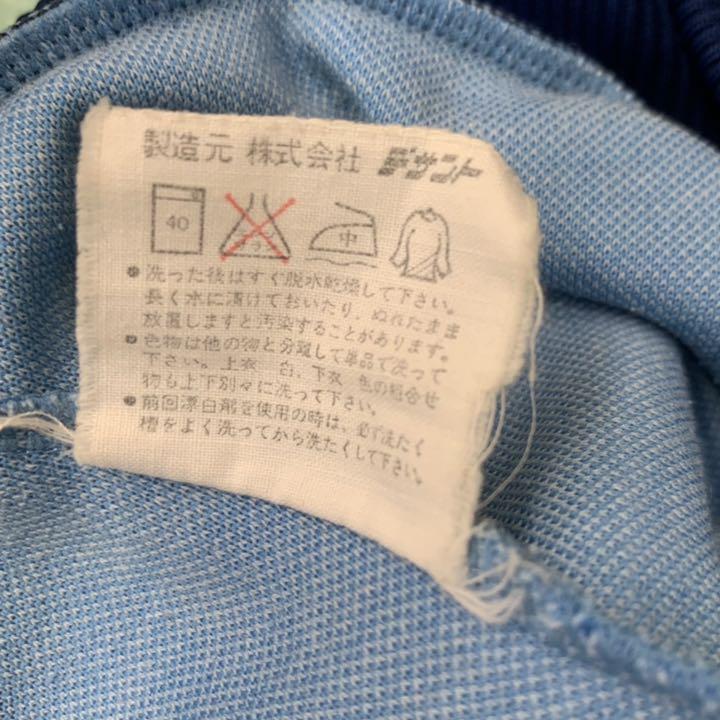 製造元 株式会社 デサント
40 中
●洗った後はすぐ脱水乾燥して下さい。
長く水に漬けておいたり、ぬれたまま
放置しますと汚染することがあります。
●色物は他の物と分離して単品で洗って
下さい。上衣 白、下衣 色の組合せ
物も上下別々に洗って下さい。
●前回漂白剤を使用の時は、必ず洗たく
槽をよく洗ってから洗たくして下さい。